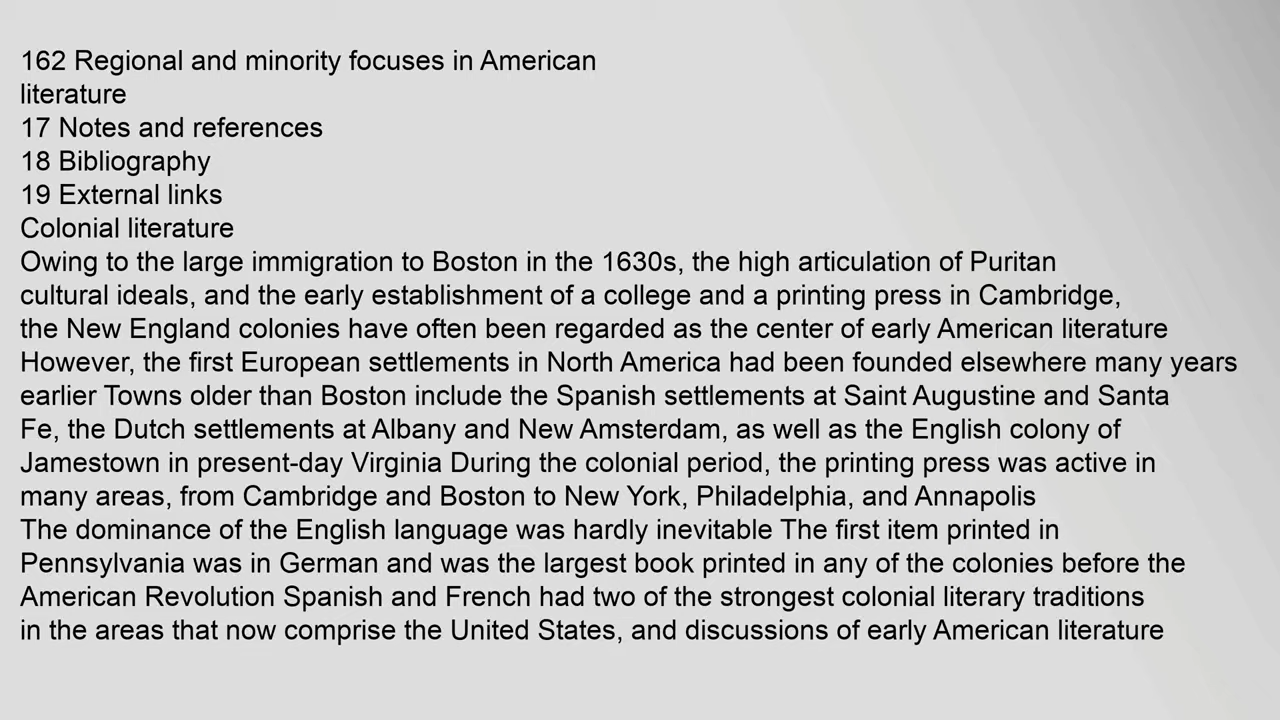 162 Regional and minority focuses in American
literature
17 Notes and references
18 Bibliography
19 External links
Colonial literature
Owing to the large immigration to Boston in the 1630s, the high articulation of Puritan
cultural ideals, and the early establishment of a college and a printing press in Cambridge,
the New England colonies have often been regarded as the center of early American literature
However, the first European settlements in North America had been founded elsewhere many years
earlier Towns older than Boston include the Spanish settlements at Saint Augustine and Santa
Fe, the Dutch settlements at Albany and New Amsterdam, as well as the English colony of
Jamestown in present-day Virginia During the colonial period, the printing press was active in
many areas, from Cambridge and Boston to New York, Philadelphia, and Annapolis
The dominance of the English language was hardly inevitable The first item printed in
Pennsylvania was in German and was the largest book printed in any of the colonies before the
American Revolution Spanish and French had two of the strongest colonial literary traditions
in the areas that now comprise the United States, and discussions of early American literature